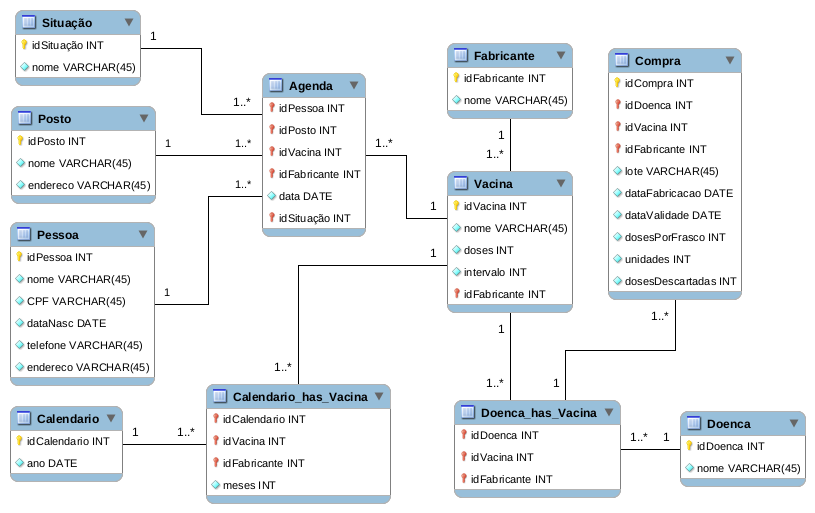 Situação
idSituação INT
nome VARCHAR(45)
1
1..*
Posto
idPosto INT
nome VARCHAR(45)
endereco VARCHAR(45)
1
1..*
Pessoa
idPessoa INT
nome VARCHAR(45)
CPF VARCHAR(45)
dataNasc DATE
telefone VARCHAR(45)
endereco VARCHAR(45)
1
1..*
Agenda
idPessoa INT
idPosto INT
idVacina INT
idFabricante INT
data DATE
idSituação INT
1..*
1
Fabricante
idFabricante INT
nome VARCHAR(45)
1
1..*
Vacina
idVacina INT
nome VARCHAR(45)
doses INT
intervalo INT
idFabricante INT
1
1..*
1
1..*
Compra
idCompra INT
idDoenca INT
idVacina INT
idFabricante INT
lote VARCHAR(45)
dataFabricacao DATE
dataValidade DATE
dosesPorFrasco INT
unidades INT
dosesDescartadas INT
1..*
1
Calendario
idCalendario INT
ano DATE
1
1..*
Calendario_has_Vacina
idCalendario INT
idVacina INT
idFabricante INT
meses INT
Doenca_has_Vacina
idDoenca INT
idVacina INT
idFabricante INT
1..*
1
Doenca
idDoenca INT
nome VARCHAR(45)